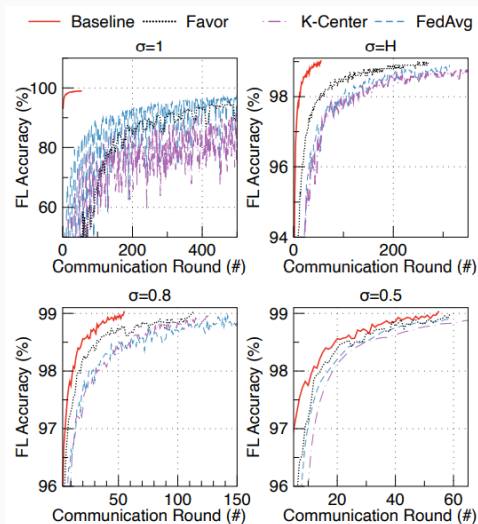 Baseline Favor K-Center FedAvg
σ=1
FL Accuracy (%)
100
80
60
0 200 400
Communication Round (#)
σ=H
FL Accuracy (%)
98
96
94
0 200
Communication Round (#)
σ=0.8
FL Accuracy (%)
99
98
97
96
50 100 150
Communication Round (#)
σ=0.5
FL Accuracy (%)
99
98
97
96
20 40 60
Communication Round (#)